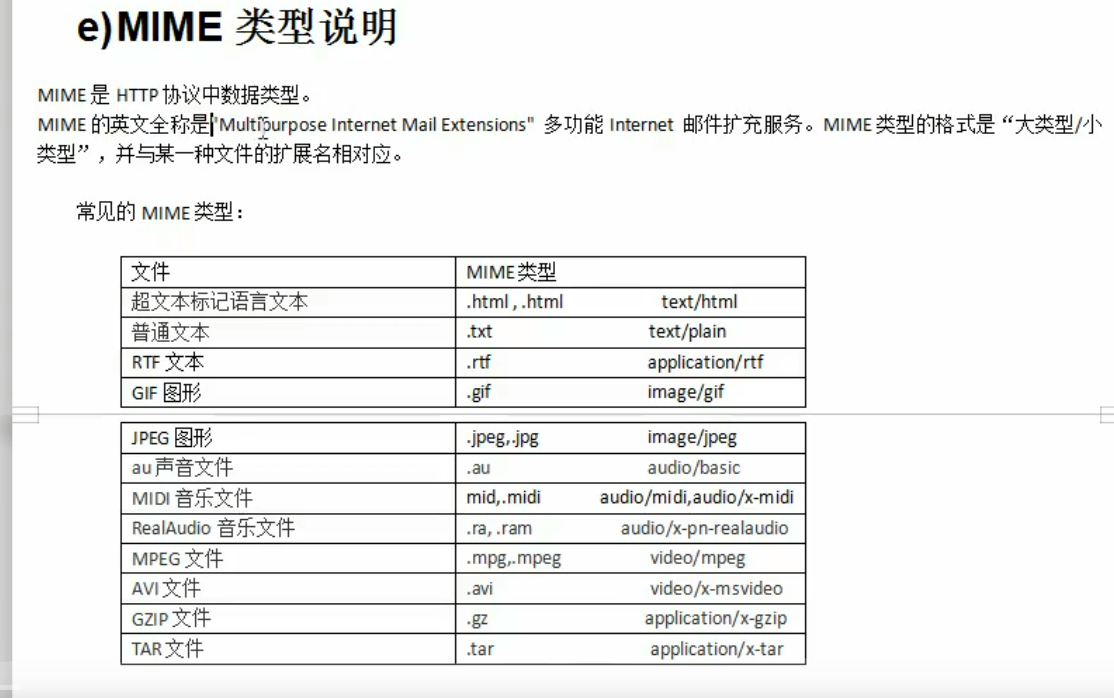 e)MIME 类型说明
MIME 是 HTTP 协议中数据类型。
MIME 的英文全称是"Multipurpose Internet Mail Extensions" 多功能 Internet 邮件扩充服务。MIME 类型的格式是“大类型/小
类型”，并与某一种文件的扩展名相对应。
常见的 MIME 类型：
文件 MIME 类型
超文本标记语言文本 .html , .html text/html
普通文本 .txt text/plain
RTF 文本 .rtf application/rtf
GIF 图形 .gif image/gif
JPEG 图形 .jpeg,.jpg image/jpeg
au 声音文件 .au audio/basic
MIDI 音乐文件 mid,.midi audio/midi,audio/x-midi
RealAudio 音乐文件 .ra, .ram audio/x-pn-realaudio
MPEG 文件 .mpg,.mpeg video/mpeg
AVI 文件 .avi video/x-msvideo
GZIP 文件 .gz application/x-gzip
TAR 文件 .tar application/x-tar